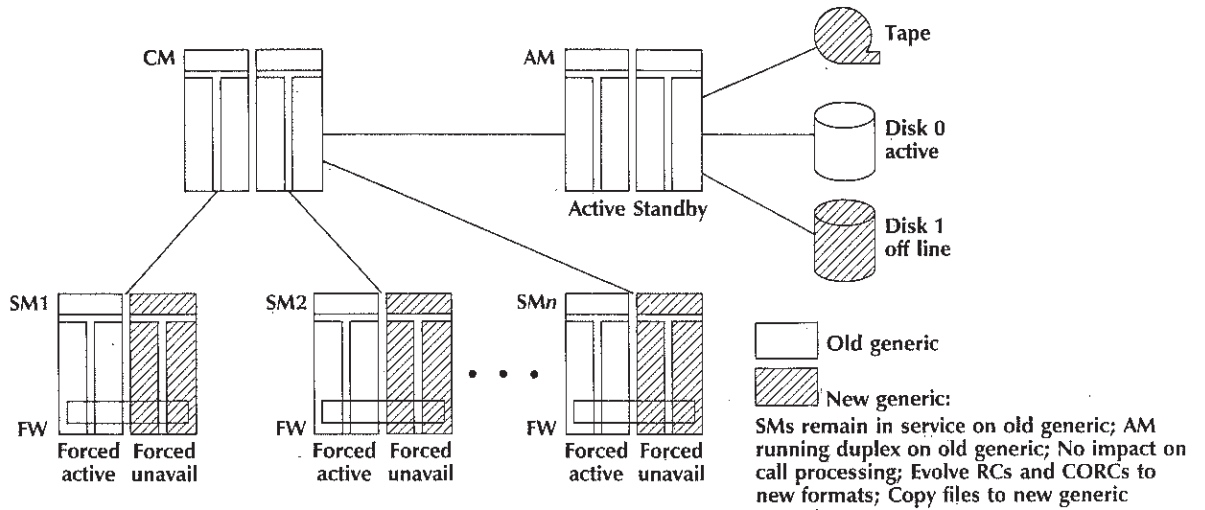 CM
AM
Tape
Disk 0
active
Active Standby
Disk 1
off line
SM1
SM2
SMn
FW
FW
FW
Forced Forced
active unavail
Forced Forced
active unavail
Forced Forced
active unavail
Old generic
New generic:
SMs remain in service on old generic; AM
running duplex on old generic; No impact on
call processing; Evolve RCs and CORCs to
new formats; Copy files to new generic